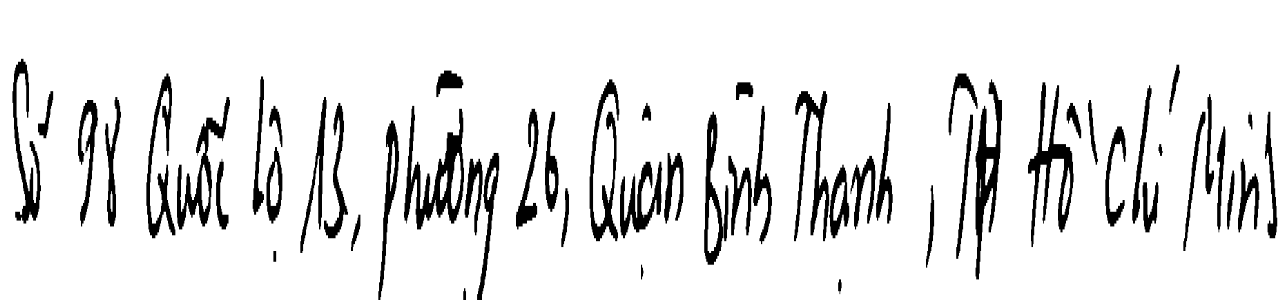 Số 98 Quốc Lộ 13, phường 26, Quận Bình Thạnh, TP Hồ Chí Minh